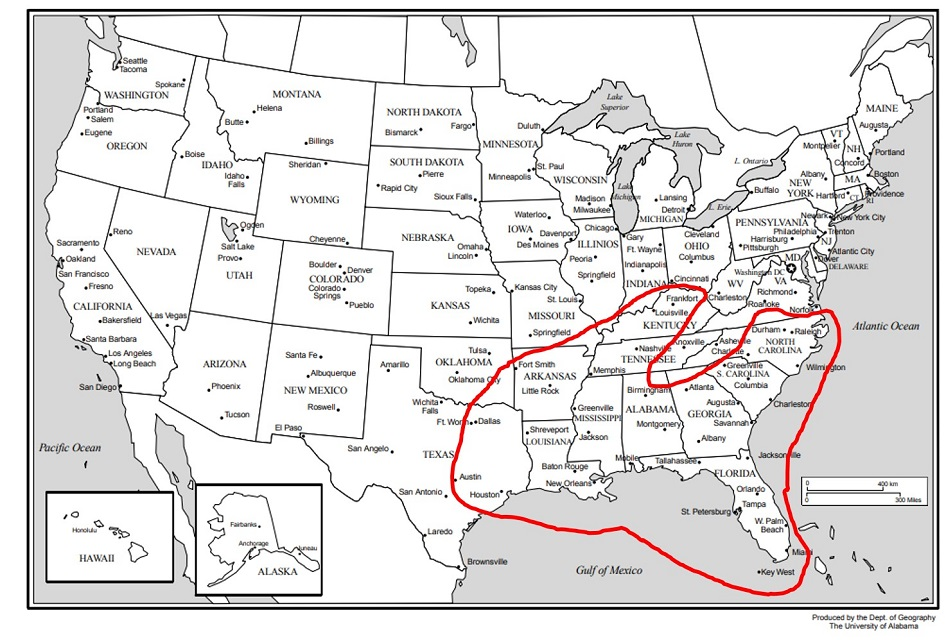 Seattle
Tacoma
Spokane
WASHINGTON
Portland
Salem
Eugene
OREGON
Boise
IDAHO
Idaho
Falls
MONTANA
Helena
Butte
Billings
Sheridan
WYOMING
Cheyenne
NORTH DAKOTA
Bismarck
Fargo
SOUTH DAKOTA
Pierre
Rapid City
Sioux Falls
NEBRASKA
Omaha
Lincoln
MINNESOTA
Duluth
St. Paul
Minneapolis
WISCONSIN
Madison
Milwaukee
Lake
Superior
Lake
Huron
Lake
Michigan
L. Ontario
L. Erie
Lansing
Detroit
MICHIGAN
MAINE
Augusta
VT
Montpelier
NH
Concord
Portland
Albany
MA
Boston
NEW
YORK
Buffalo
Hartford
CT
RI
Providence
New York City
Newark
PENNSYLVANIA
Harrisburg
Philadelphia
Pittsburgh
Trenton
NJ
Atlantic City
Dover
DELAWARE
MD
Washington DC
VA
Richmond
Roanoke
Norfolk
WV
Charleston
OHIO
Cleveland
Columbus
Cincinnati
INDIANA
Gary
Ft. Wayne
Indianapolis
ILLINOIS
Chicago
Peoria
Springfield
IOWA
Waterloo
Davenport
Des Moines
Sacramento
Oakland
San Francisco
Fresno
CALIFORNIA
Bakersfield
Santa Barbara
Los Angeles
Long Beach
San Diego
Reno
NEVADA
Las Vegas
Ogden
Salt Lake
Provo
UTAH
Boulder
Denver
COLORADO
Colorado
Springs
Pueblo
KANSAS
Topeka
Wichita
Kansas City
St. Louis
MISSOURI
Springfield
Frankfort
Louisville
KENTUCKY
Nashville
Knoxville
TENNESSEE
Memphis
Asheville
Charlotte
Durham
Raleigh
NORTH
CAROLINA
Wilmington
Greenville
S. CAROLINA
Columbia
Charleston
ARIZONA
Phoenix
Tucson
Santa Fe
Albuquerque
NEW MEXICO
Roswell
El Paso
Amarillo
OKLAHOMA
Tulsa
Oklahoma City
Wichita
Falls
Ft. Worth
Dallas
San Angelo
TEXAS
Austin
San Antonio
Houston
Laredo
Brownsville
Fort Smith
ARKANSAS
Little Rock
Shreveport
LOUISIANA
Baton Rouge
New Orleans
Greenville
MISSISSIPPI
Jackson
Birmingham
ALABAMA
Montgomery
Mobile
Atlanta
Augusta
GEORGIA
Savannah
Albany
Tallahassee
Jacksonville
FLORIDA
Orlando
Tampa
St. Petersburg
W. Palm
Beach
Miami
Key West
Pacific Ocean
Atlantic Ocean
Gulf of Mexico
Honolulu
HAWAII
Fairbanks
Anchorage
Juneau
ALASKA
0 400 km
0 300 Miles
Produced by the Dept. of Geography
The University of Alabama